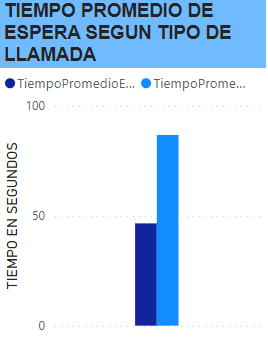 TIEMPO PROMEDIO DE
ESPERA SEGUN TIPO DE
LLAMADA
TiempoPromedioE... TiempoProme...
100
50
0
TIEMPO EN SEGUNDOS